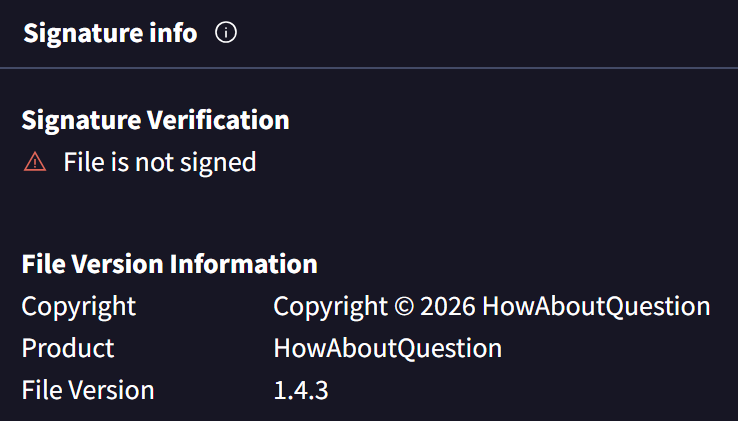 Signature info
Signature Verification
File is not signed
File Version Information
Copyright Copyright © 2026 HowAboutQuestion
Product HowAboutQuestion
File Version 1.4.3